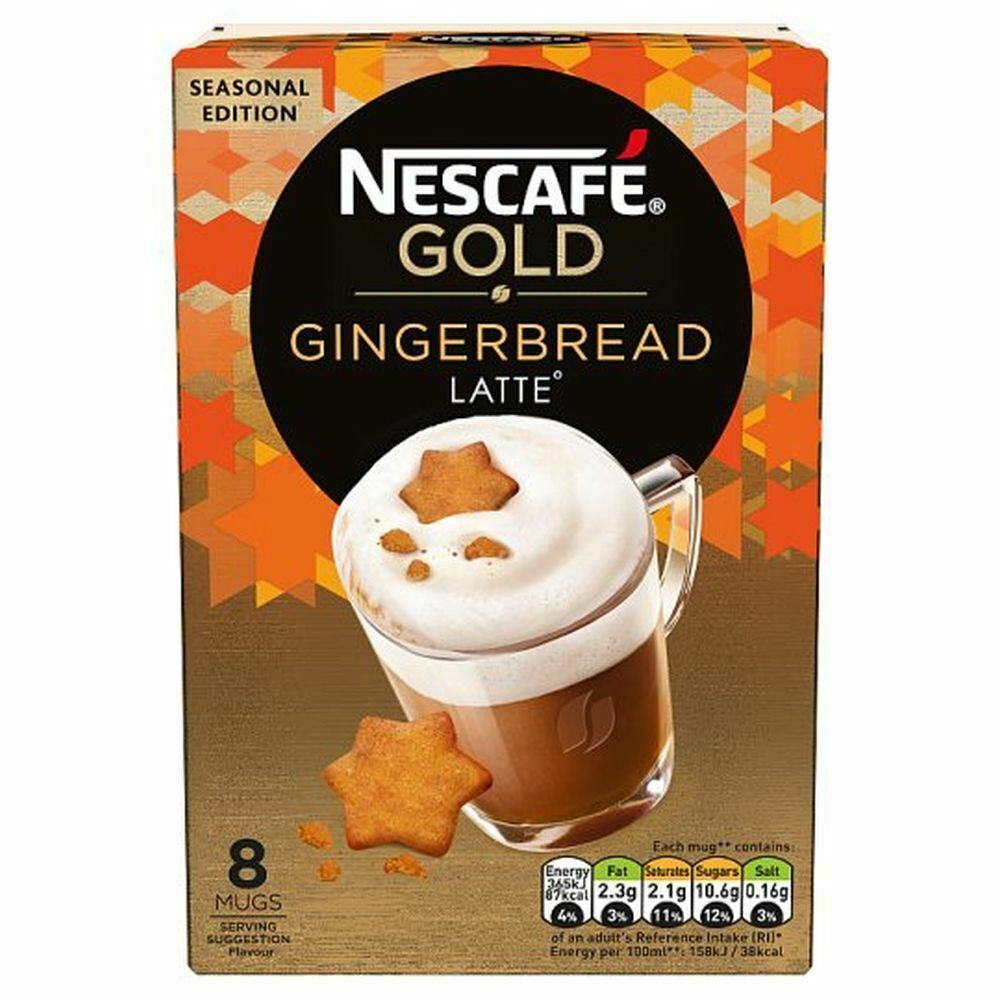 SEASONAL
EDITION°
NESCAFÉ®
GOLD
GINGERBREAD
LATTE°
8
MUGS
SERVING
SUGGESTION
Flavour
Each mug** contains:
Energy Fat Saturates Sugars Salt
365kJ
87kcal 2.3g 2.1g 10.6g 0.16g
4% 3% 11% 12% 3%
of an adult's Reference Intake (RI)*
Energy per 100ml**: 158kJ / 38kcal